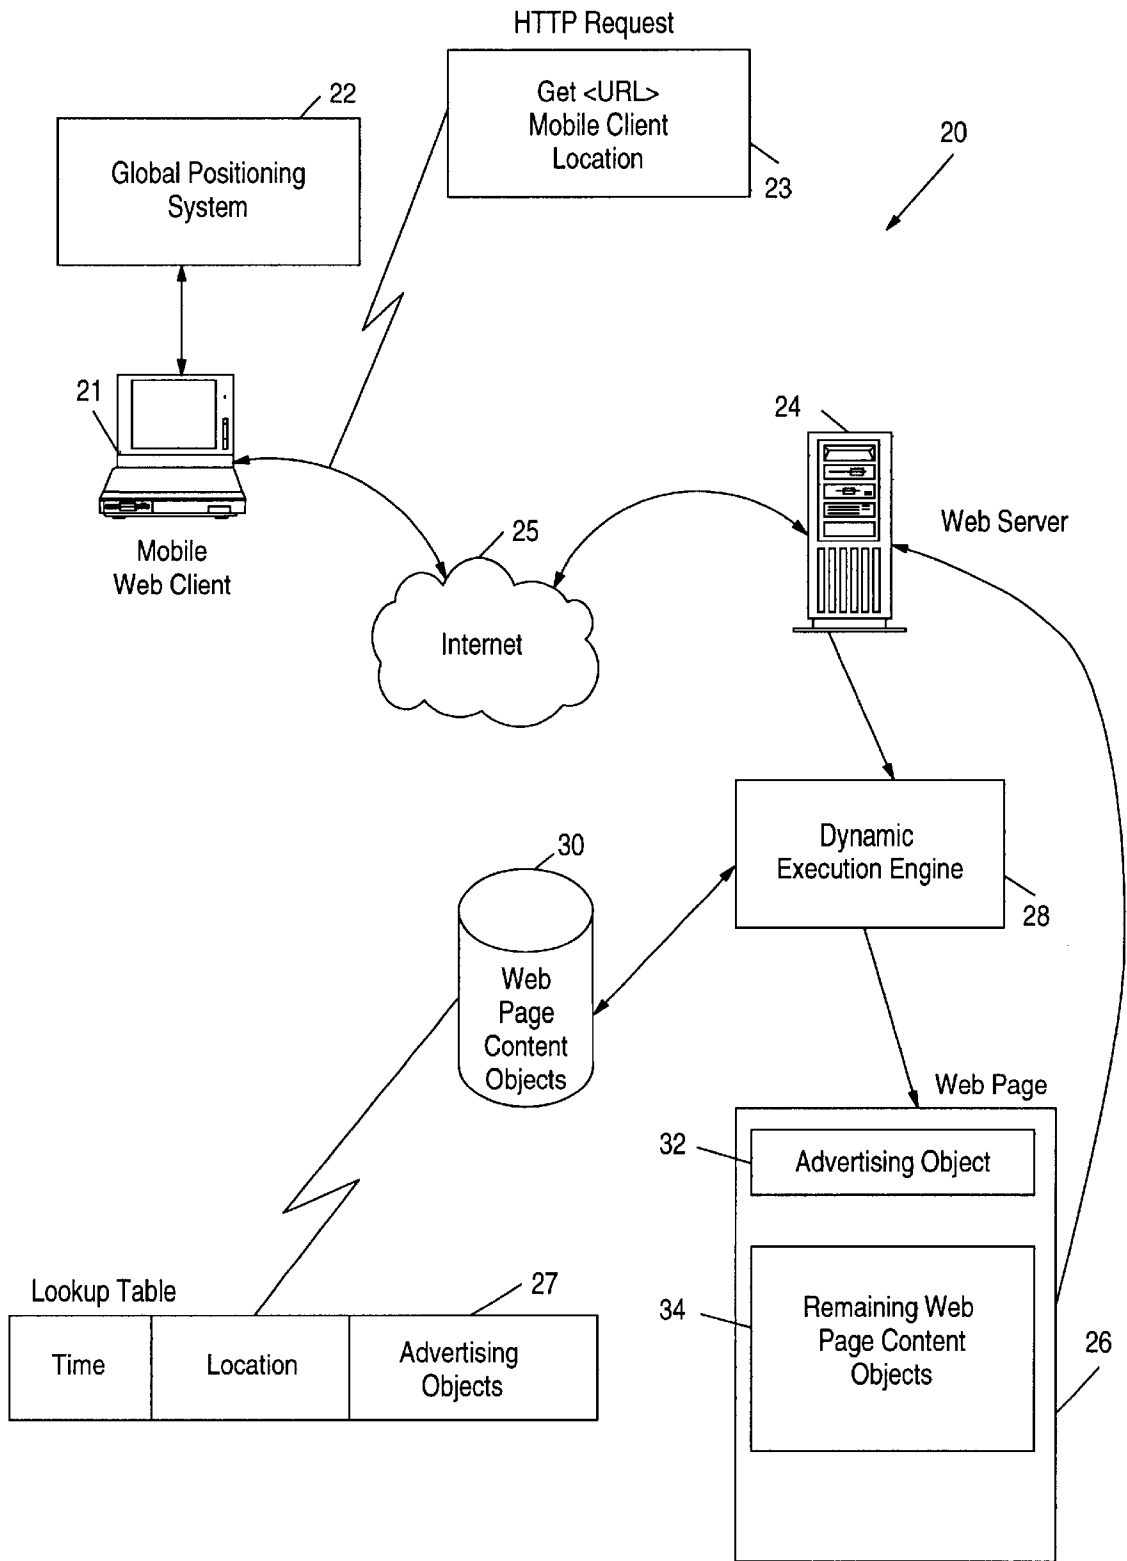 HTTP Request
Get <URL>
Mobile Client
Location
23
22
Global Positioning
System
20
21
Mobile
Web Client
24
Web Server
25
Internet
Dynamic
Execution Engine
28
30
Web
Page
Content
Objects
Web Page
32
Advertising Object
34
Remaining Web
Page Content
Objects
26
Lookup Table
27
Time
Location
Advertising
Objects